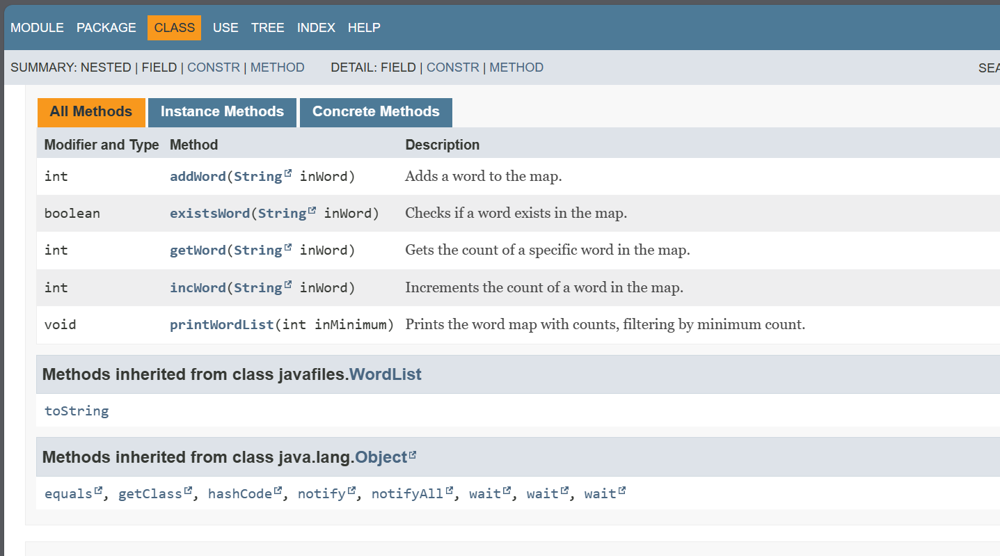 MODULE PACKAGE CLASS USE TREE INDEX HELP
SUMMARY: NESTED | FIELD | CONSTR | METHOD DETAIL: FIELD | CONSTR | METHOD SEA
All Methods Instance Methods Concrete Methods
Modifier and Type Method Description
int addWord(String inWord) Adds a word to the map.
boolean existsWord(String inWord) Checks if a word exists in the map.
int getWord(String inWord) Gets the count of a specific word in the map.
int incWord(String inWord) Increments the count of a word in the map.
void printWordList(int inMinimum) Prints the word map with counts, filtering by minimum count.
Methods inherited from class javafiles.WordList
toString
Methods inherited from class java.lang.Object
equals, getClass, hashCode, notify, notifyAll, wait, wait, wait